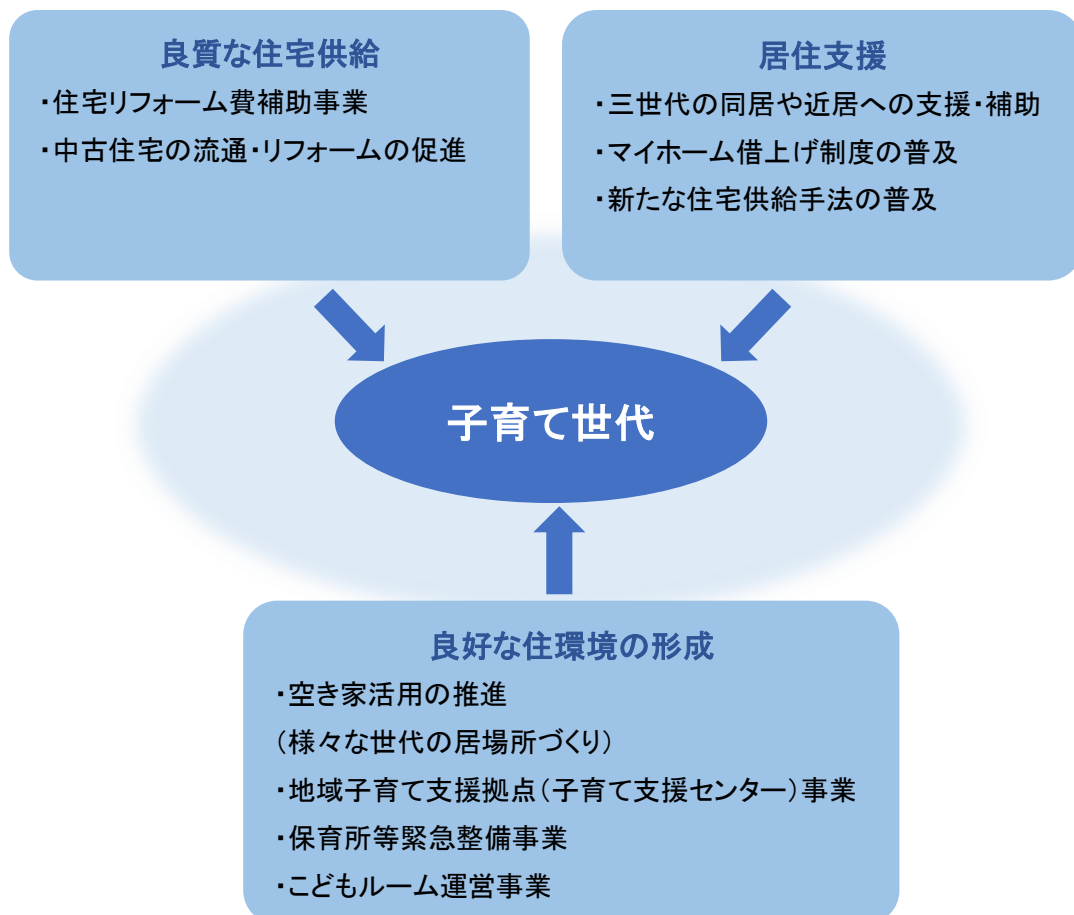 良質な住宅供給
・住宅リフォーム費補助事業
・中古住宅の流通・リフォームの促進
居住支援
・三世代の同居や近居への支援・補助
・マイホーム借上げ制度の普及
・新たな住宅供給手法の普及
子育て世代
良好な住環境の形成
・空き家活用の推進
(様々な世代の居場所づくり)
・地域子育て支援拠点(子育て支援センター)事業
・保育所等緊急整備事業
・こどもルーム運営事業